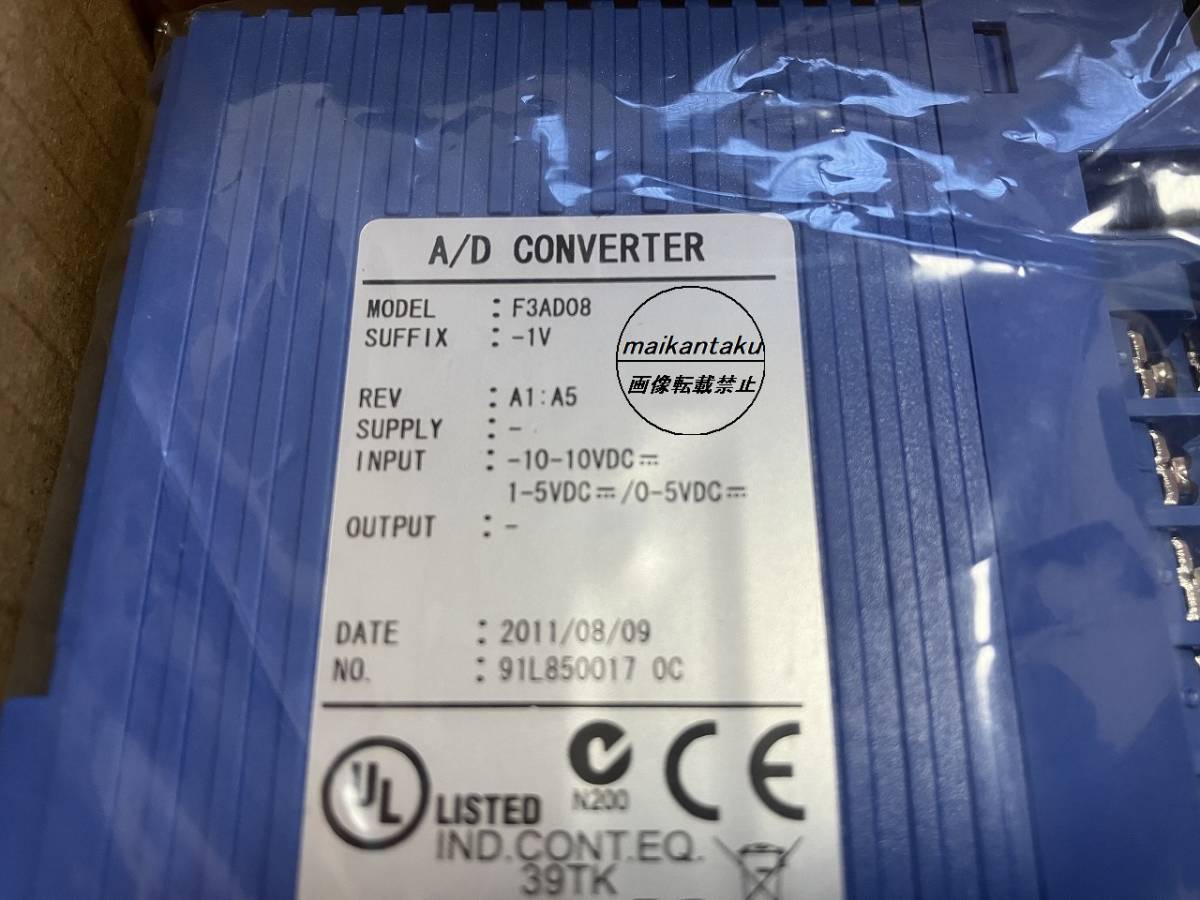 A/D CONVERTER
MODEL : F3AD08
SUFFIX : -1V
maikantaku
画像転載禁止
REV : A1:A5
SUPPLY : -
INPUT : -10-10VDC⎓
1-5VDC⎓/0-5VDC⎓
OUTPUT : -
DATE : 2011/08/09
NO. : 91L850017 0C
UL LISTED
N200
CE
IND.CONT.EQ.
39TK